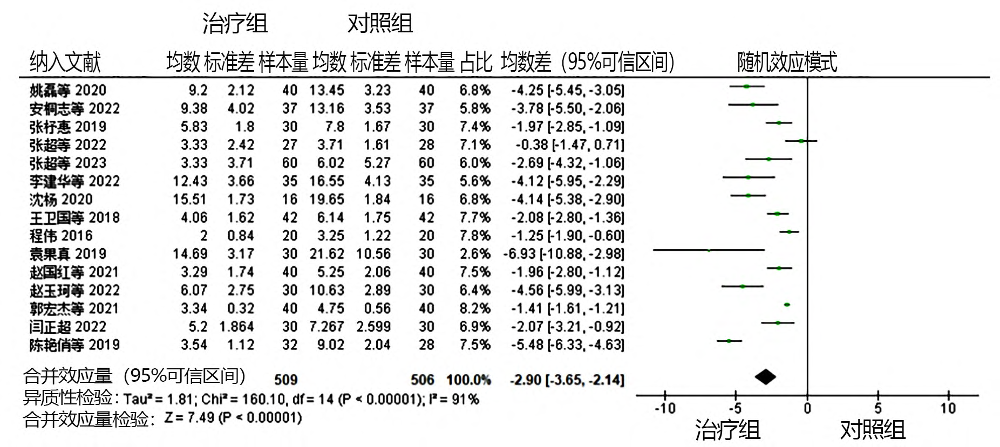 治疗组 对照组
纳入文献 均数 标准差 样本量 均数 标准差 样本量 占比 均数差（95%可信区间） 随机效应模式
姚磊等 2020 9.2 2.12 40 13.45 3.23 40 6.8% -4.25 [-5.45, -3.05]
安桐志等 2022 9.38 4.02 37 13.16 3.53 37 5.8% -3.78 [-5.50, -2.06]
张杍惠 2019 5.83 1.8 30 7.8 1.67 30 7.4% -1.97 [-2.85, -1.09]
张超等 2022 3.33 2.42 27 3.71 1.61 28 7.1% -0.38 [-1.47, 0.71]
张超等 2023 3.33 3.71 60 6.02 5.27 60 6.0% -2.69 [-4.32, -1.06]
李建华等 2022 12.43 3.66 35 16.55 4.13 35 5.6% -4.12 [-5.95, -2.29]
沈杨 2020 15.51 1.73 16 19.65 1.84 16 6.8% -4.14 [-5.38, -2.90]
王卫国等 2018 4.06 1.62 42 6.14 1.75 42 7.7% -2.08 [-2.80, -1.36]
程伟 2016 2 0.84 20 3.25 1.22 20 7.8% -1.25 [-1.90, -0.60]
袁果真 2019 14.69 3.17 30 21.62 10.56 30 2.6% -6.93 [-10.88, -2.98]
赵国红等 2021 3.29 1.74 40 5.25 2.06 40 7.5% -1.96 [-2.80, -1.12]
赵玉珂等 2022 6.07 2.75 30 10.63 2.89 30 6.4% -4.56 [-5.99, -3.13]
郭宏杰等 2021 3.34 0.32 40 4.75 0.56 40 8.2% -1.41 [-1.61, -1.21]
闫正超 2022 5.2 1.864 30 7.267 2.599 30 6.9% -2.07 [-3.21, -0.92]
陈艳俏等 2019 3.54 1.12 32 9.02 2.04 28 7.5% -5.48 [-6.33, -4.63]
合并效应量（95%可信区间） 509 506 100.0% -2.90 [-3.65, -2.14]
异质性检验：Tau² = 1.81; Chi² = 160.10, df = 14 (P < 0.00001); I² = 91%
合并效应量检验：Z = 7.49 (P < 0.00001)
-10 -5 0 5 10
治疗组 对照组